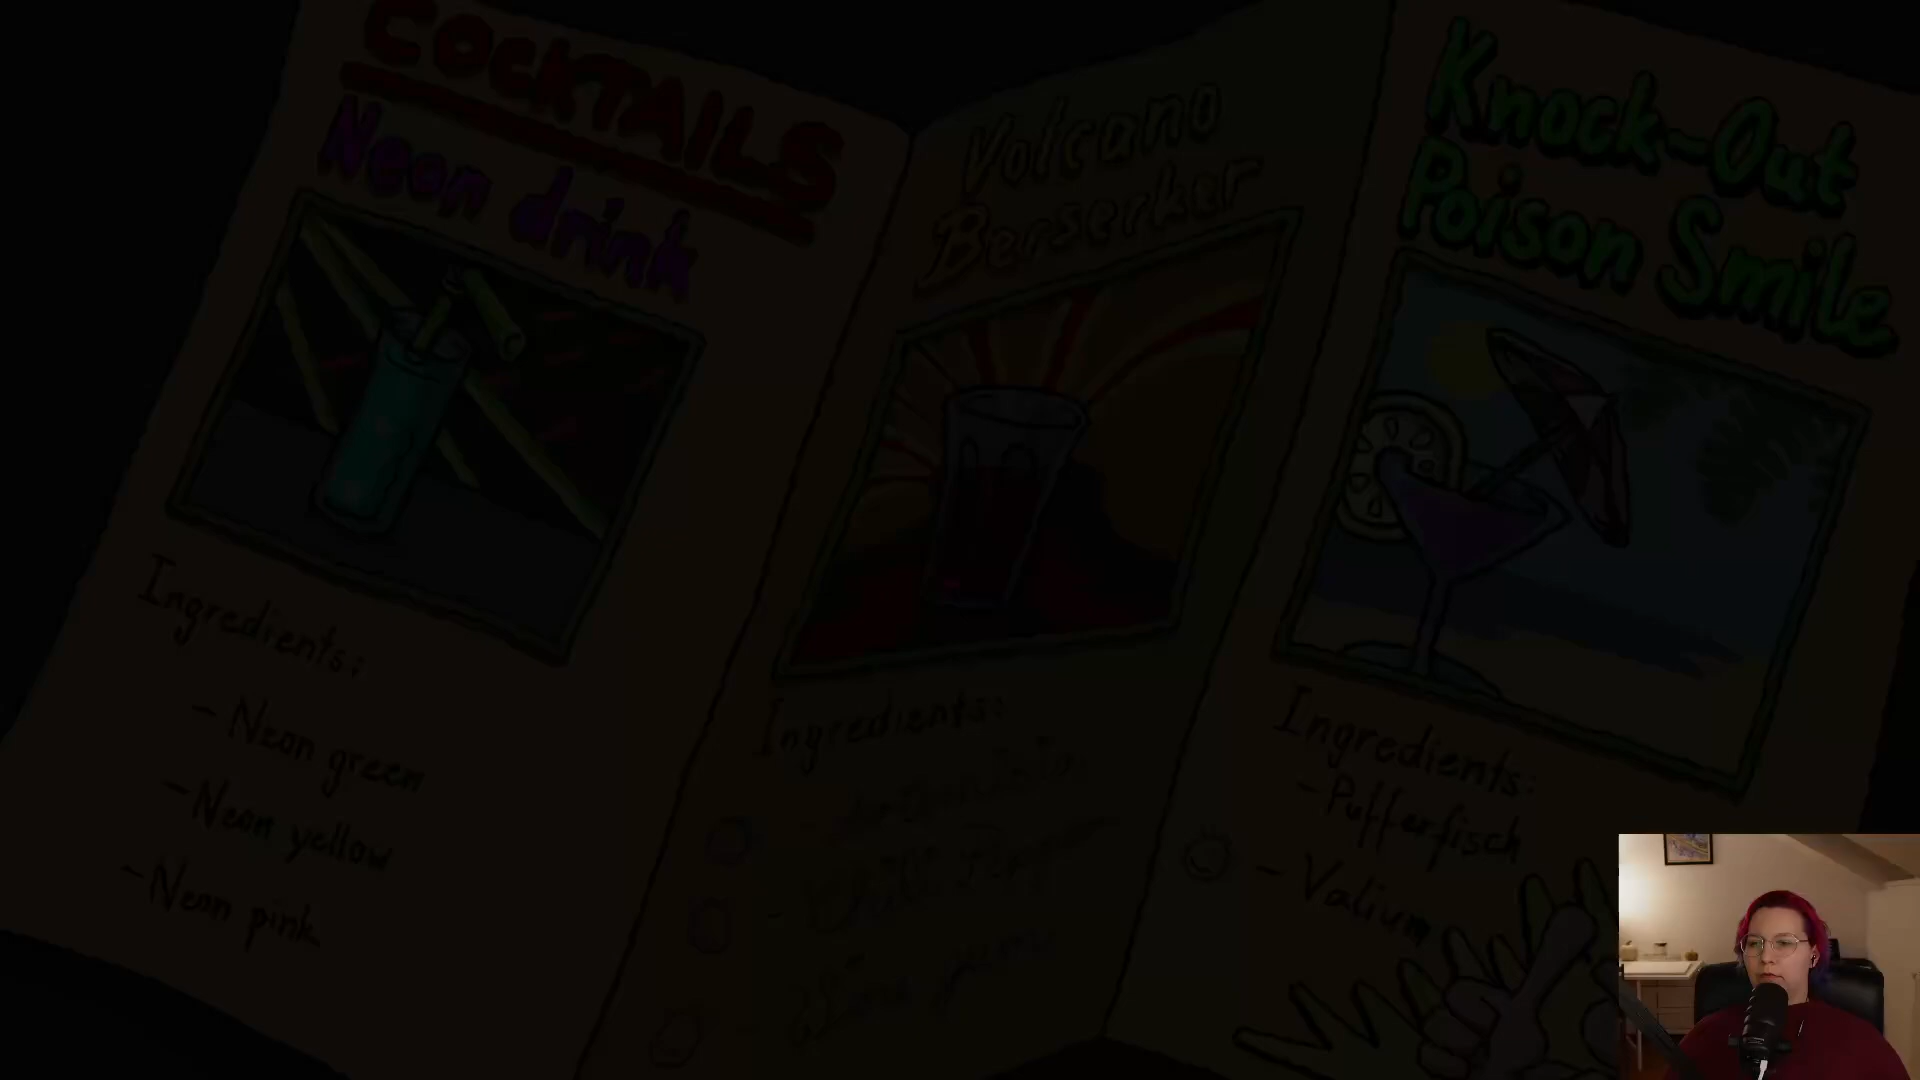 COCKTAILS
Neon drink
Ingredients:
- Neon green
- Neon yellow
- Neon pink
Volcano
Berserker
Ingredients:
Knock-Out
Poison Smile
Ingredients:
- Pufferfisch
- Valium